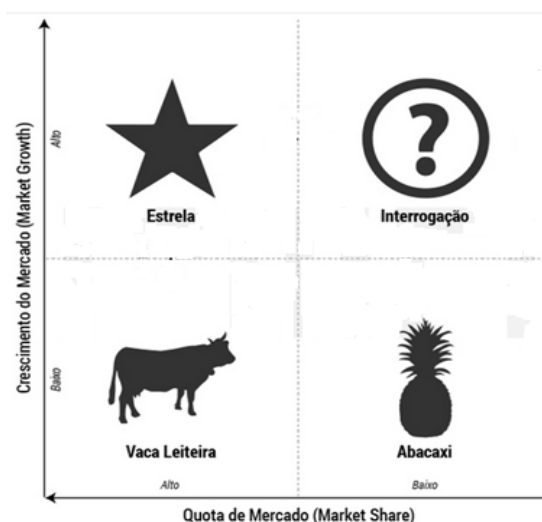 Crescimento do Mercado (Market Growth)
Alto
Baixo
?
Estrela
Interrogação
Vaca Leiteira
Abacaxi
Alto
Baixo
Quota de Mercado (Market Share)